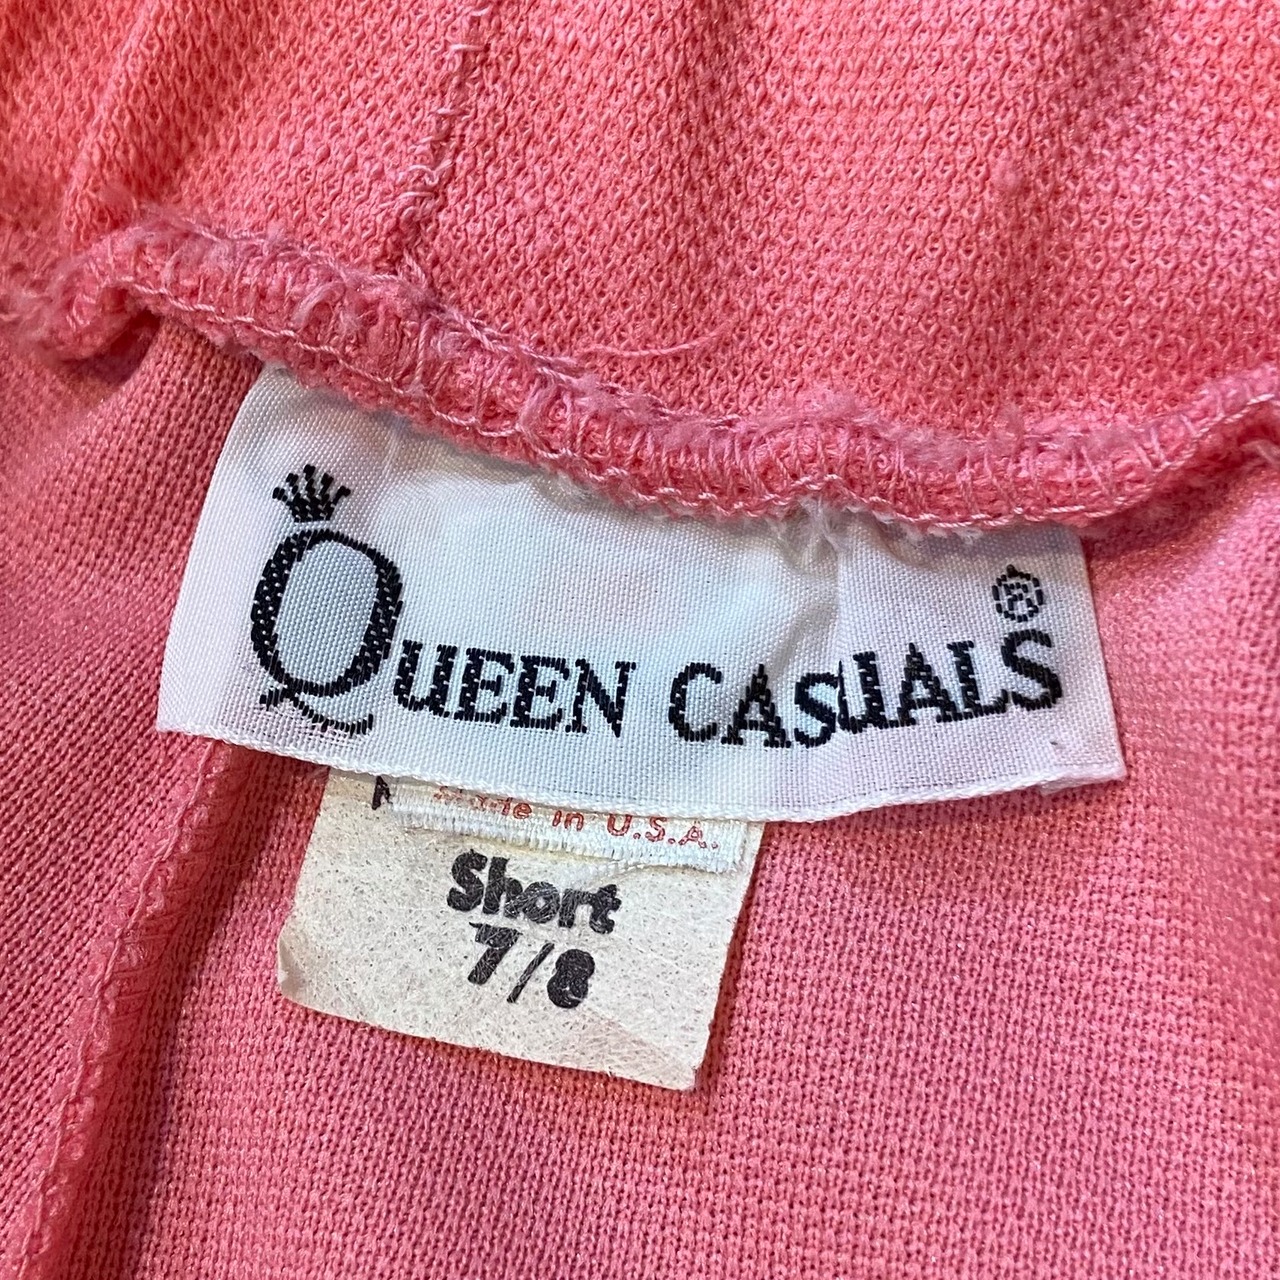 QUEEN CASUALS ®
Made in U.S.A.
Short
7/8